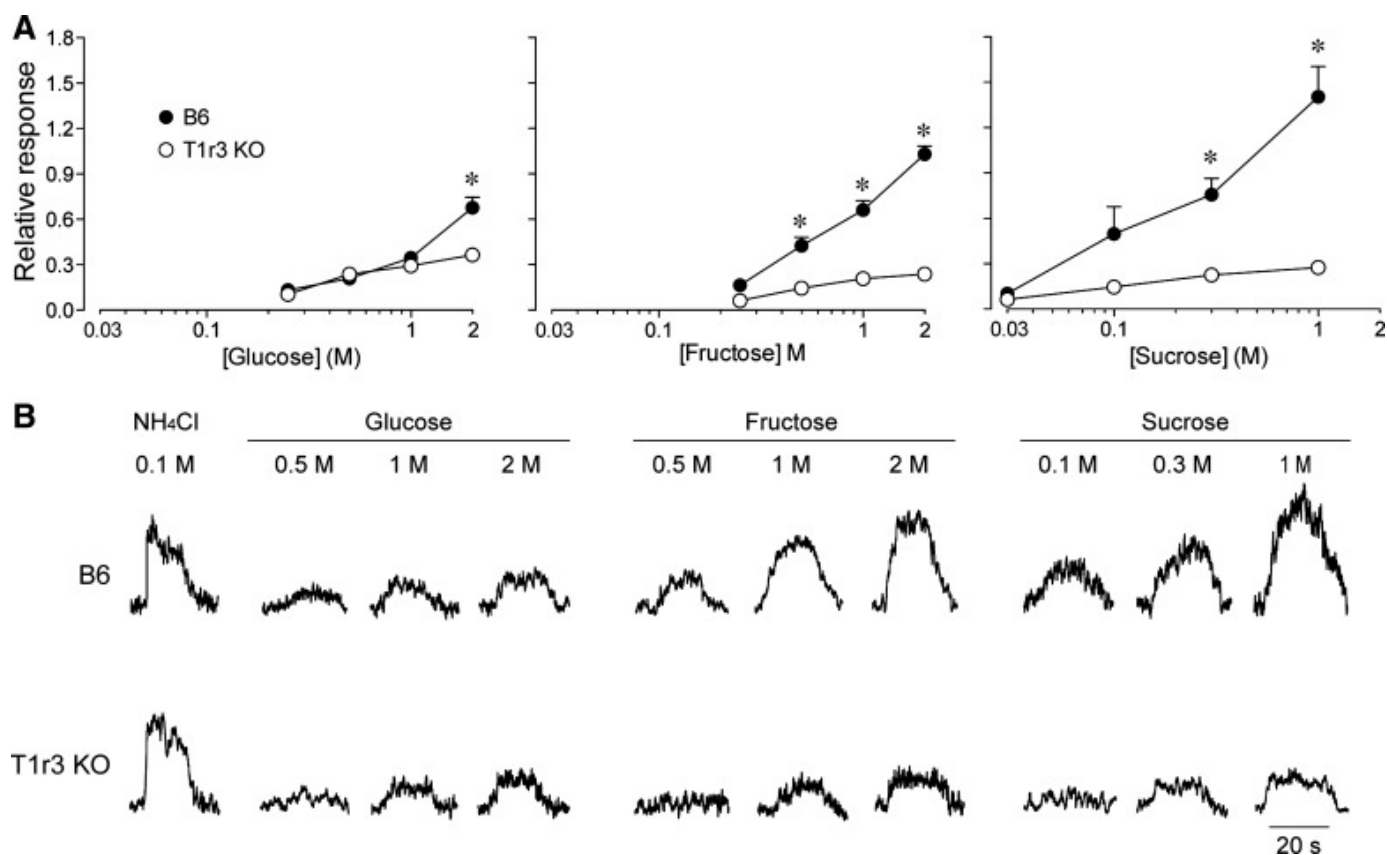 A
Relative response
1.8
1.5
1.2
0.9
0.6
0.3
0.0
B6
T1r3 KO
*
0.03 0.1 1 2
[Glucose] (M)
* * *
0.03 0.1 1 2
[Fructose] M
* *
0.03 0.1 1 2
[Sucrose] (M)
B
NH₄Cl Glucose Fructose Sucrose
0.1 M 0.5 M 1 M 2 M 0.5 M 1 M 2 M 0.1 M 0.3 M 1 M
B6
T1r3 KO
20 s